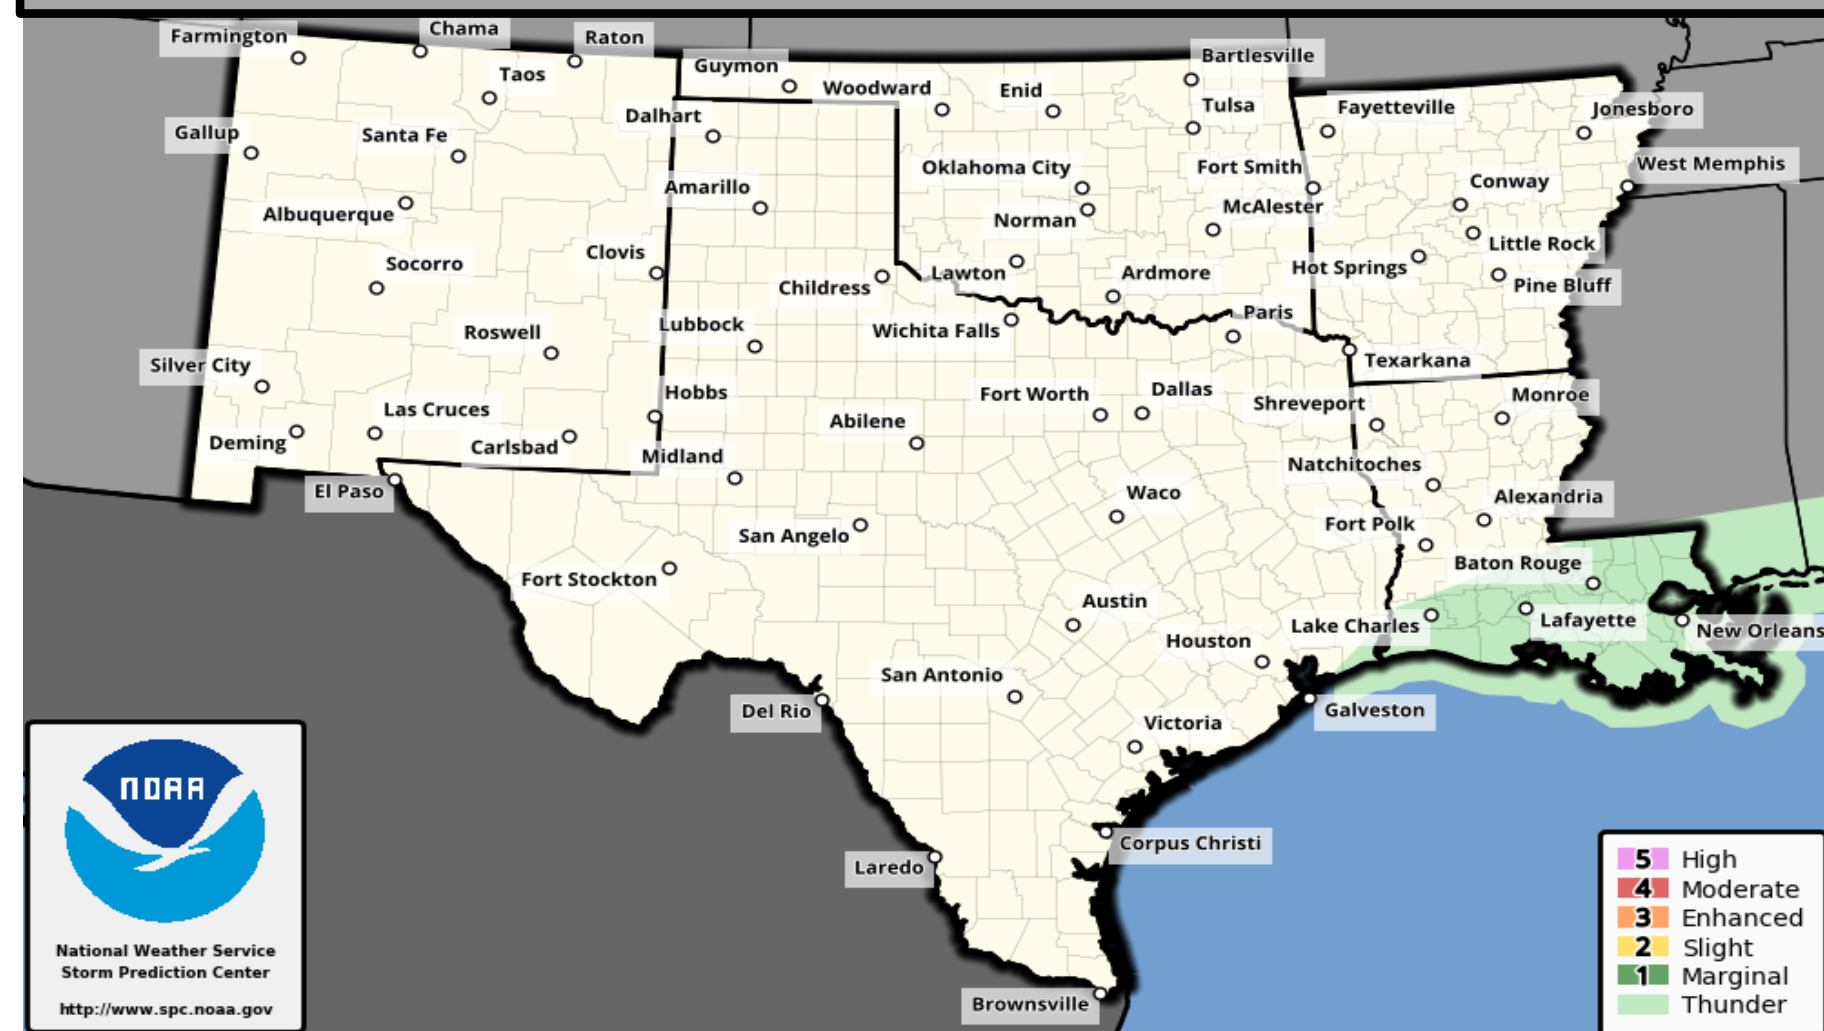 Farmington
Chama
Raton
Taos
Guymon
Woodward
Enid
Bartlesville
Tulsa
Fayetteville
Jonesboro
Gallup
Santa Fe
Dalhart
Amarillo
Oklahoma City
Fort Smith
Conway
West Memphis
Albuquerque
Norman
McAlester
Little Rock
Socorro
Clovis
Childress
Lawton
Ardmore
Hot Springs
Pine Bluff
Roswell
Lubbock
Wichita Falls
Paris
Texarkana
Silver City
Hobbs
Fort Worth
Dallas
Shreveport
Monroe
Deming
Las Cruces
Carlsbad
Midland
Abilene
Natchitoches
El Paso
San Angelo
Waco
Alexandria
Fort Polk
Fort Stockton
Baton Rouge
Austin
Houston
Lake Charles
Lafayette
New Orleans
San Antonio
Del Rio
Victoria
Galveston
Corpus Christi
Laredo
Brownsville
NOAA
National Weather Service
Storm Prediction Center
http://www.spc.noaa.gov
5 High
4 Moderate
3 Enhanced
2 Slight
1 Marginal
Thunder